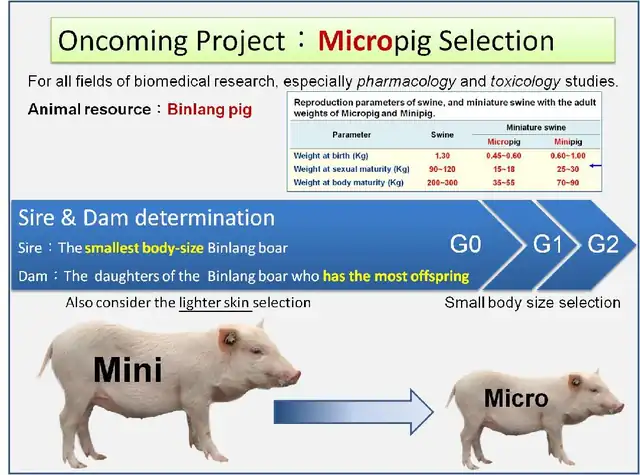 Oncoming Project：Micropig Selection
For all fields of biomedical research, especially pharmacology and toxicology studies.
Animal resource：Binlang pig
Reproduction parameters of swine, and miniature swine with the adult
weights of Micropig and Minipig.
Parameter Swine Miniature swine
Micropig Minipig
Weight at birth (Kg) 1.30 0.45~0.60 0.60~1.00
Weight at sexual maturity (Kg) 90~120 15~18 25~30
Weight at body maturity (Kg) 200~300 35~55 70~90
Sire & Dam determination
Sire：The smallest body-size Binlang boar
Dam：The daughters of the Binlang boar who has the most offspring
G0 G1 G2
Also consider the lighter skin selection
Small body size selection
Mini
Micro